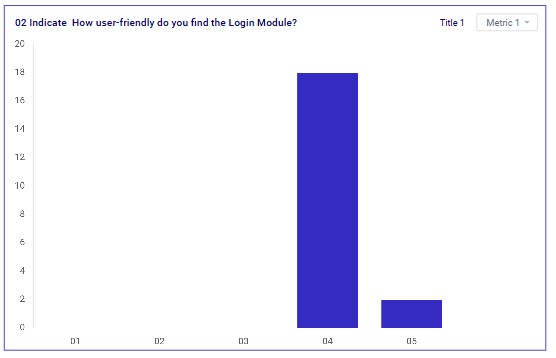 02 Indicate How user-friendly do you find the Login Module?
Title 1
Metric 1
20
18
16
14
12
10
8
6
4
2
0
01 02 03 04 05